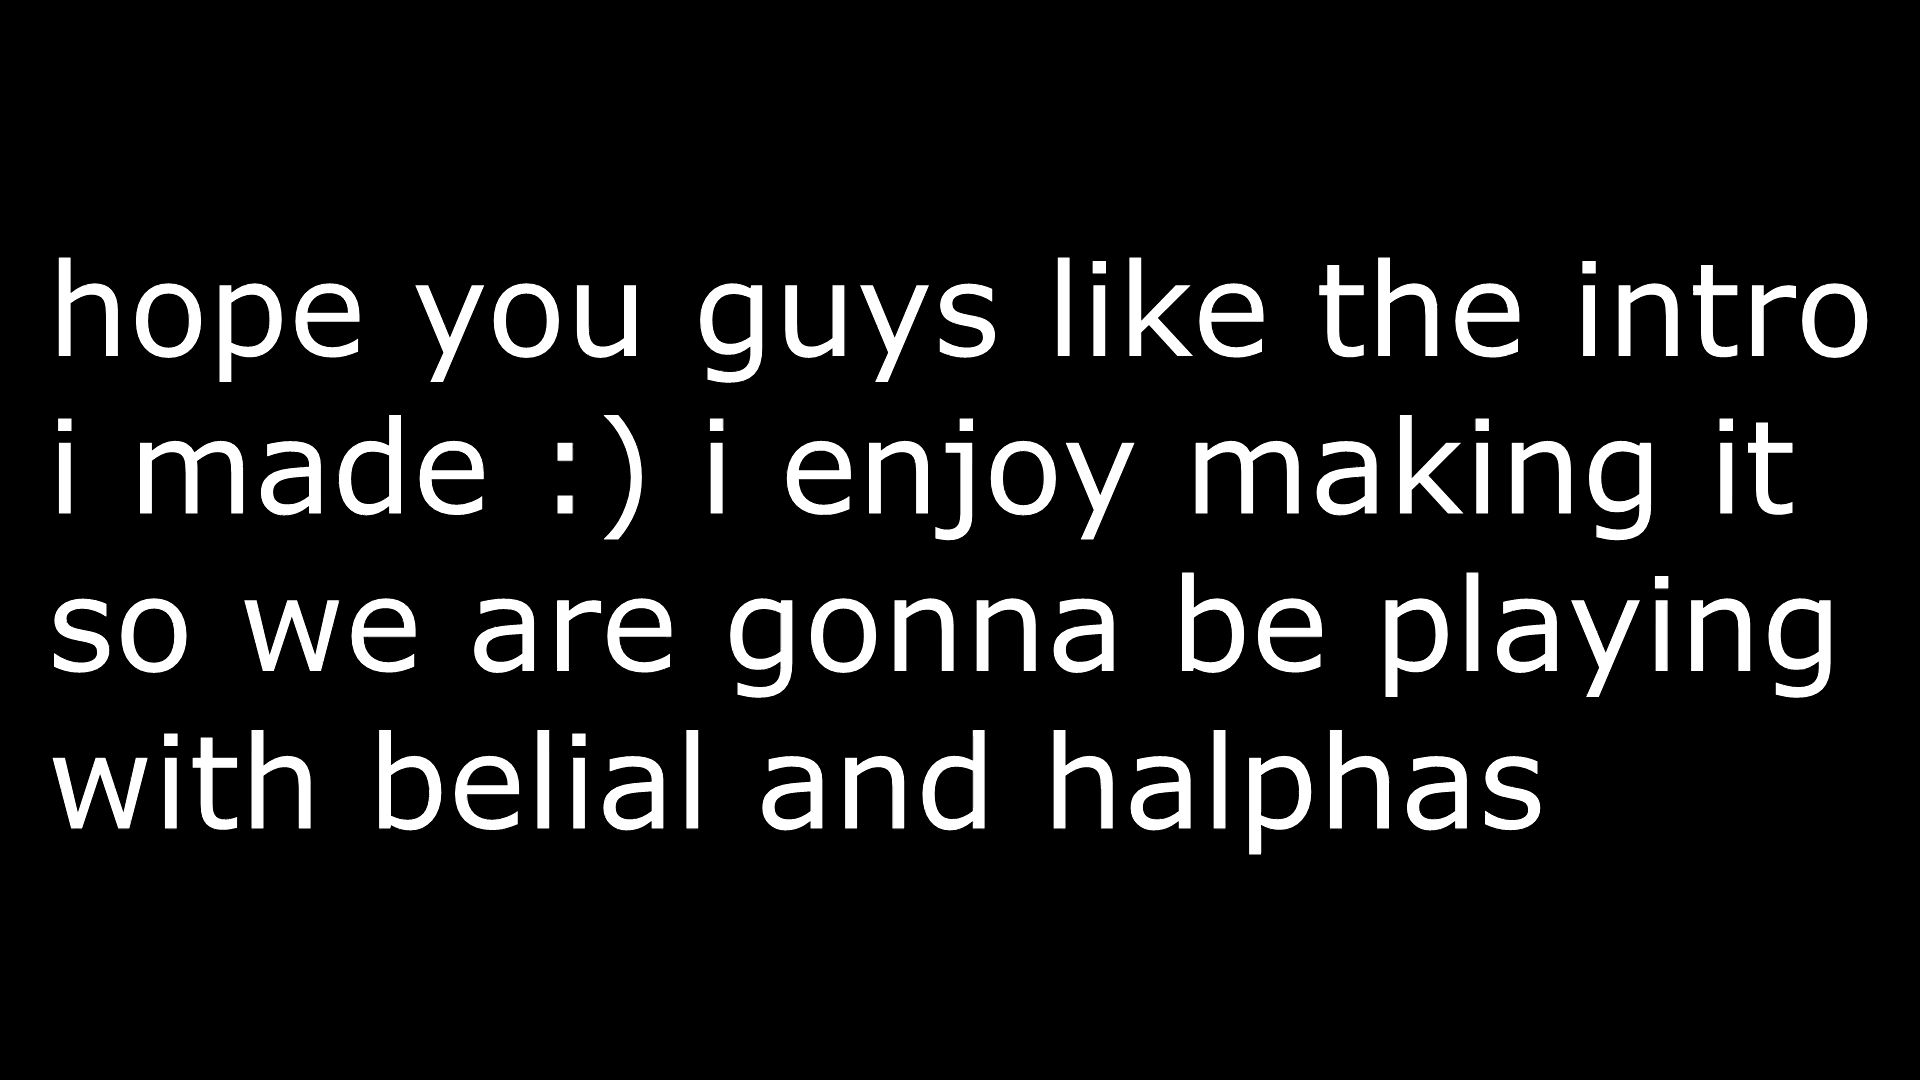 hope you guys like the intro
i made :) i enjoy making it
so we are gonna be playing
with belial and halphas